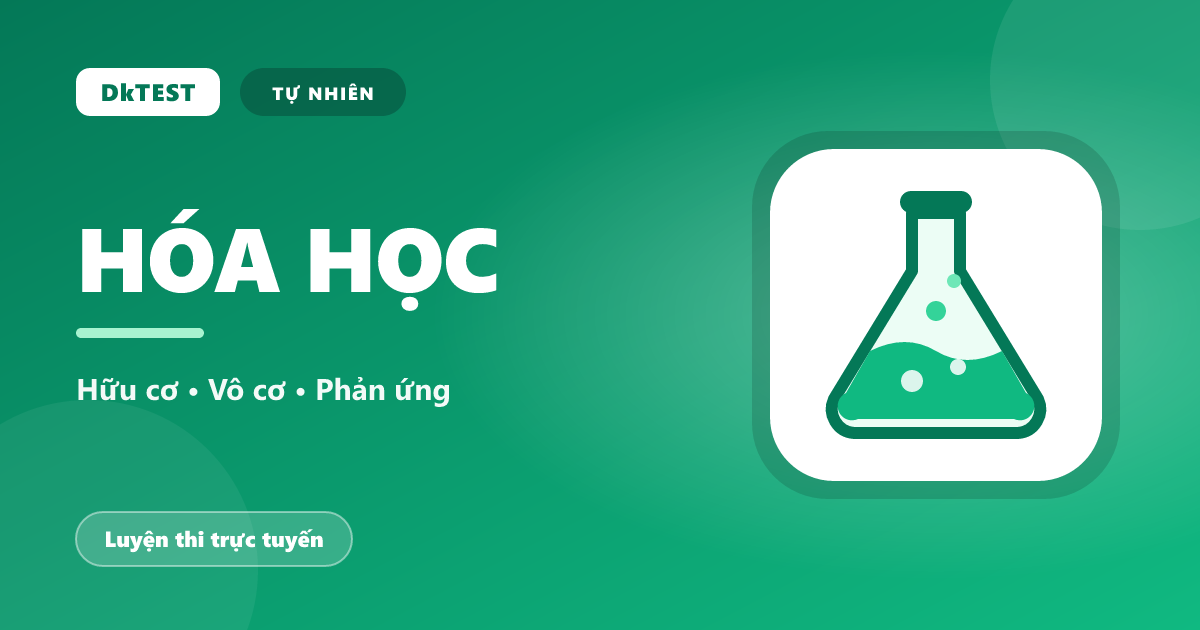 DkTEST
TỰ NHIÊN
HÓA HỌC
Hữu cơ • Vô cơ • Phản ứng
Luyện thi trực tuyến